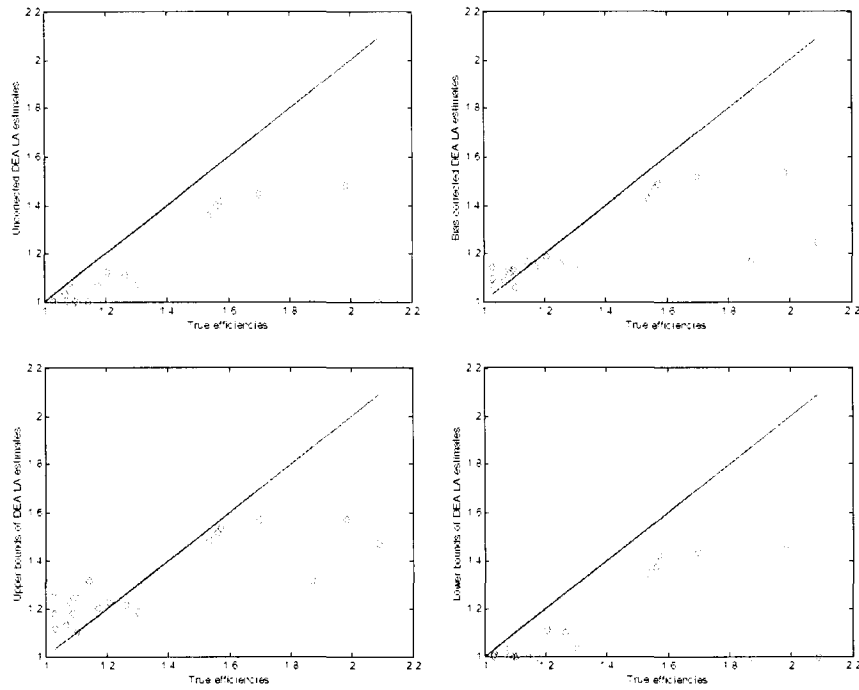 2.2
2
1.8
1.6
1.4
1.2
1
Uncorrected DEA LA estimates
1 1.2 1.4 1.6 1.8 2 2.2
True efficiencies
2.2
2
1.8
1.6
1.4
1.2
1
Bias corrected DEA LA estimates
1 1.2 1.4 1.6 1.8 2 2.2
True efficiencies
2.2
2
1.8
1.6
1.4
1.2
1
Upper bounds of DEA LA estimates
1 1.2 1.4 1.6 1.8 2 2.2
True efficiencies
2.2
2
1.8
1.6
1.4
1.2
1
Lower bounds of DEA LA estimates
1 1.2 1.4 1.6 1.8 2 2.2
True efficiencies